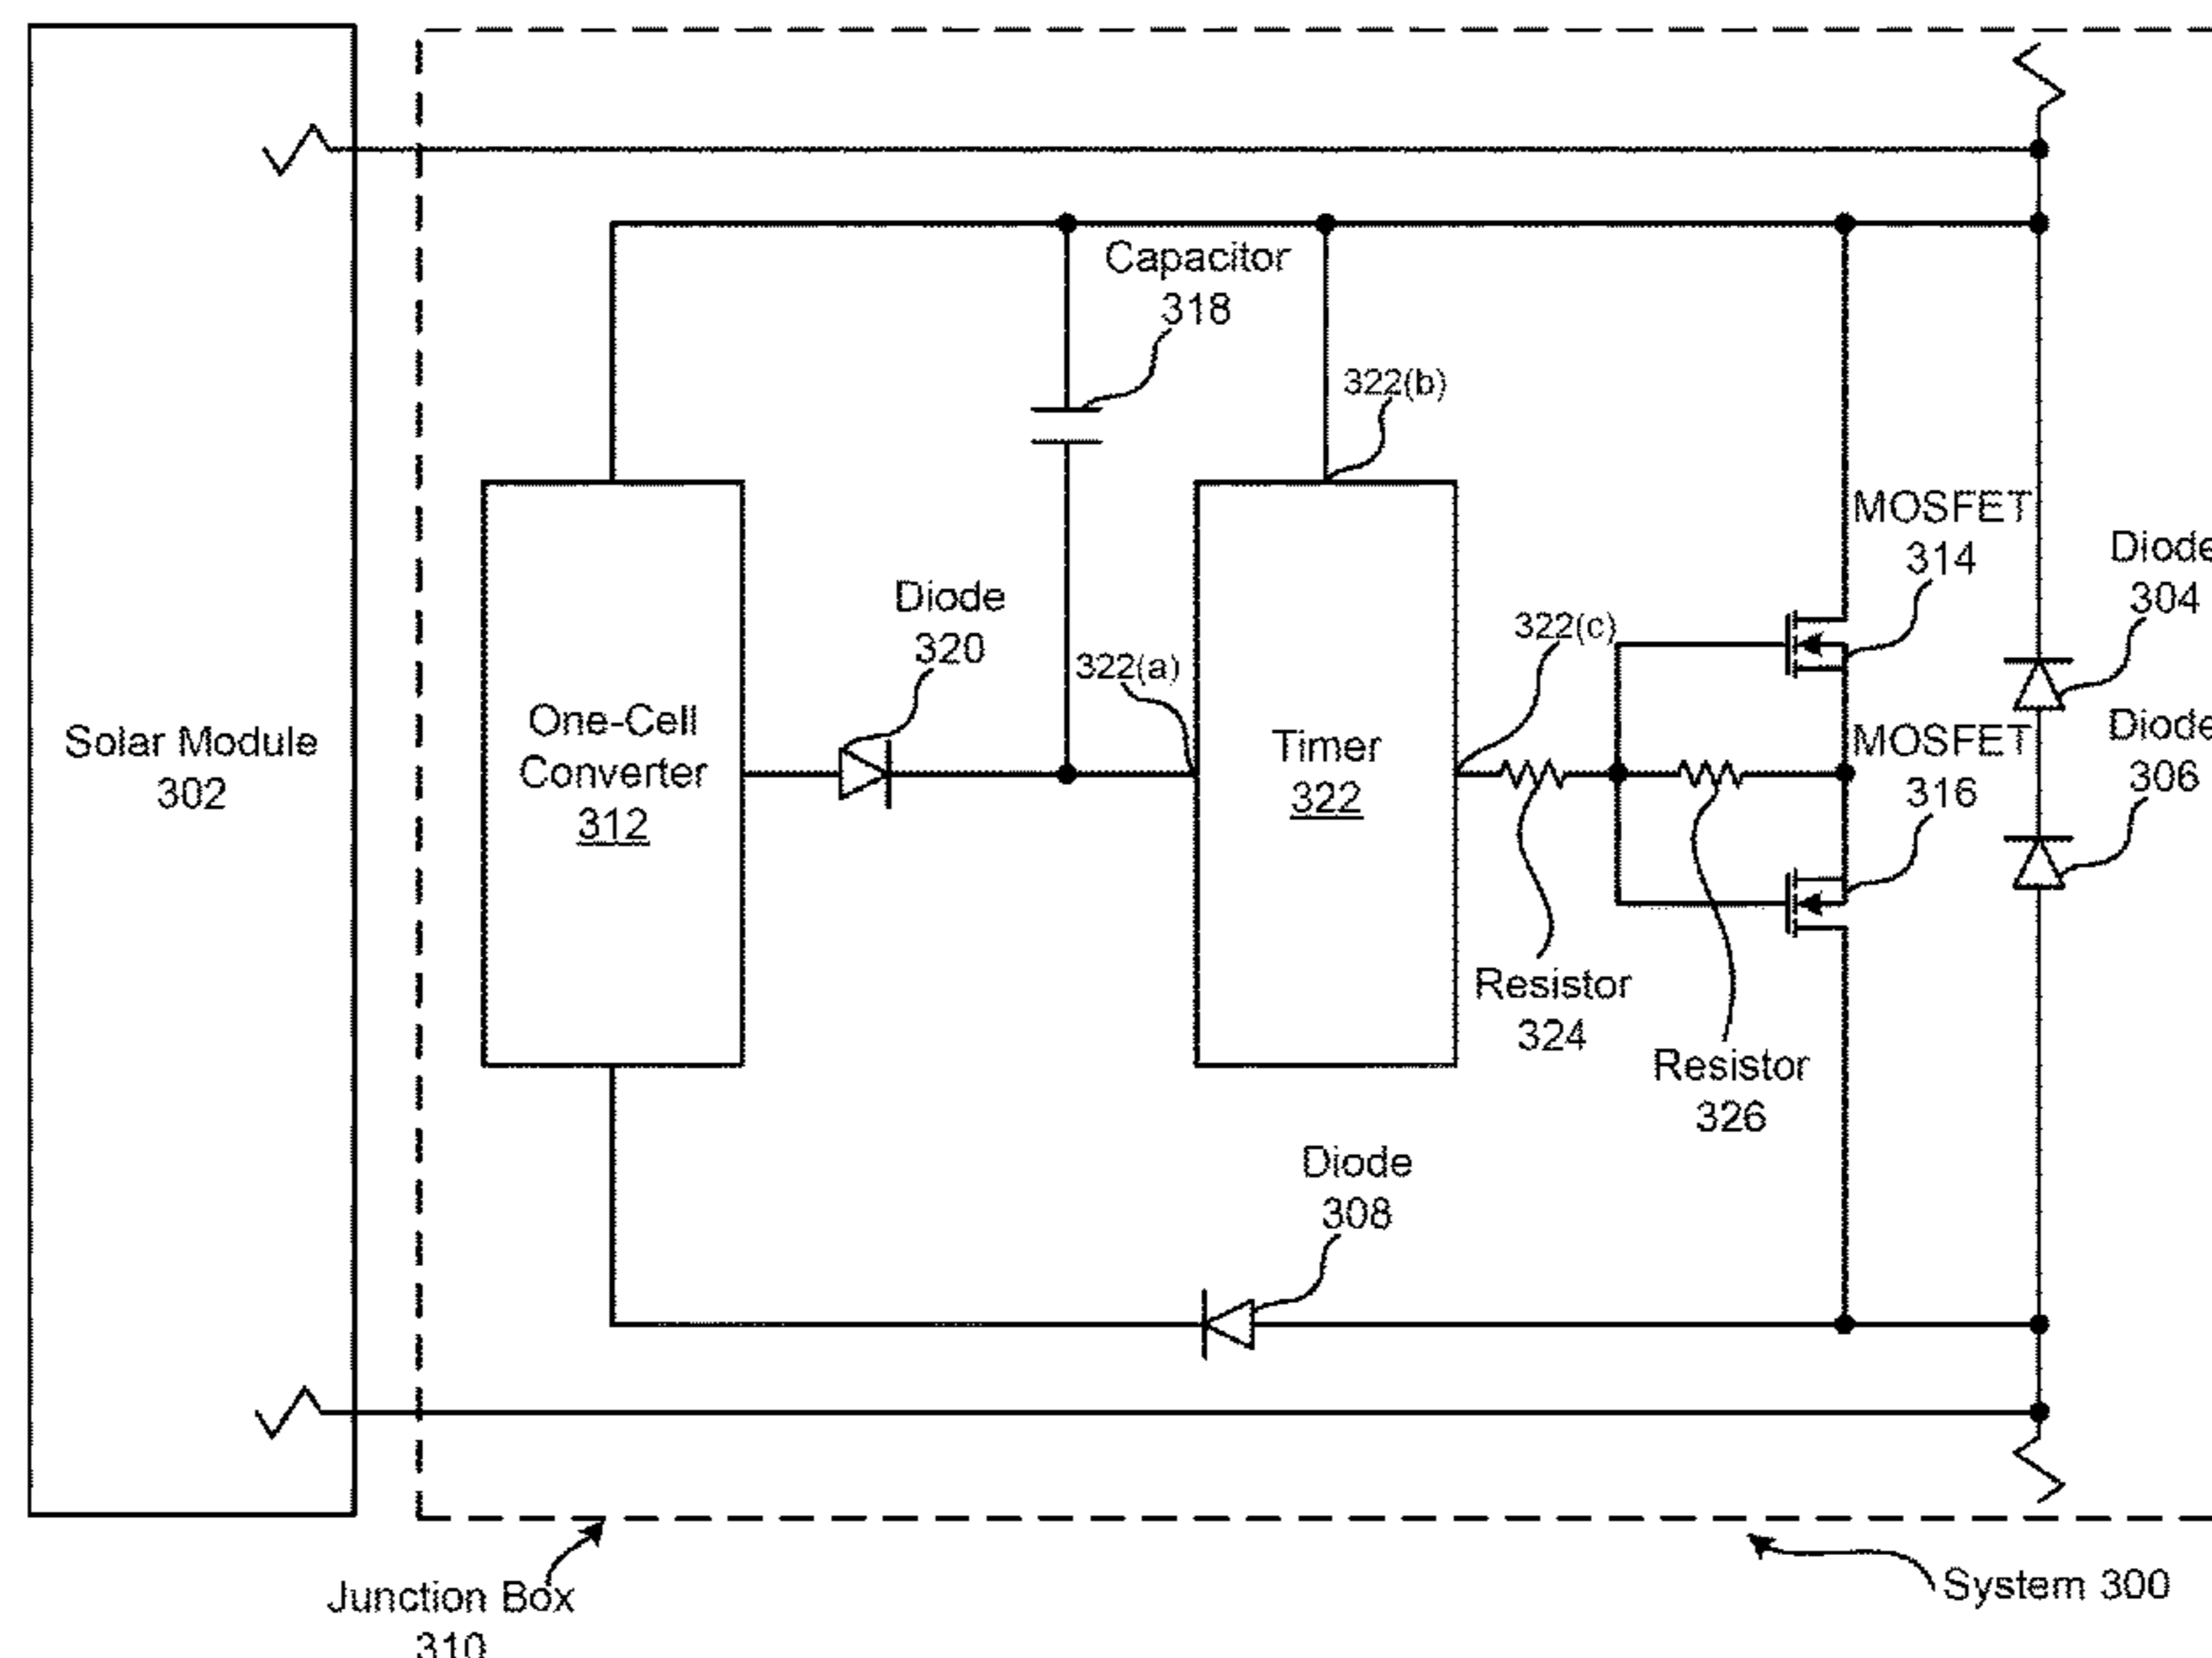 Capacitor
318
322(b)
MOSFET
314
Diode
304
Diode
320
322(a)
322(c)
Solar Module
302
One-Cell
Converter
312
Timer
322
MOSFET
316
Diode
306
Resistor
324
Resistor
326
Diode
308
Junction Box
310
System 300